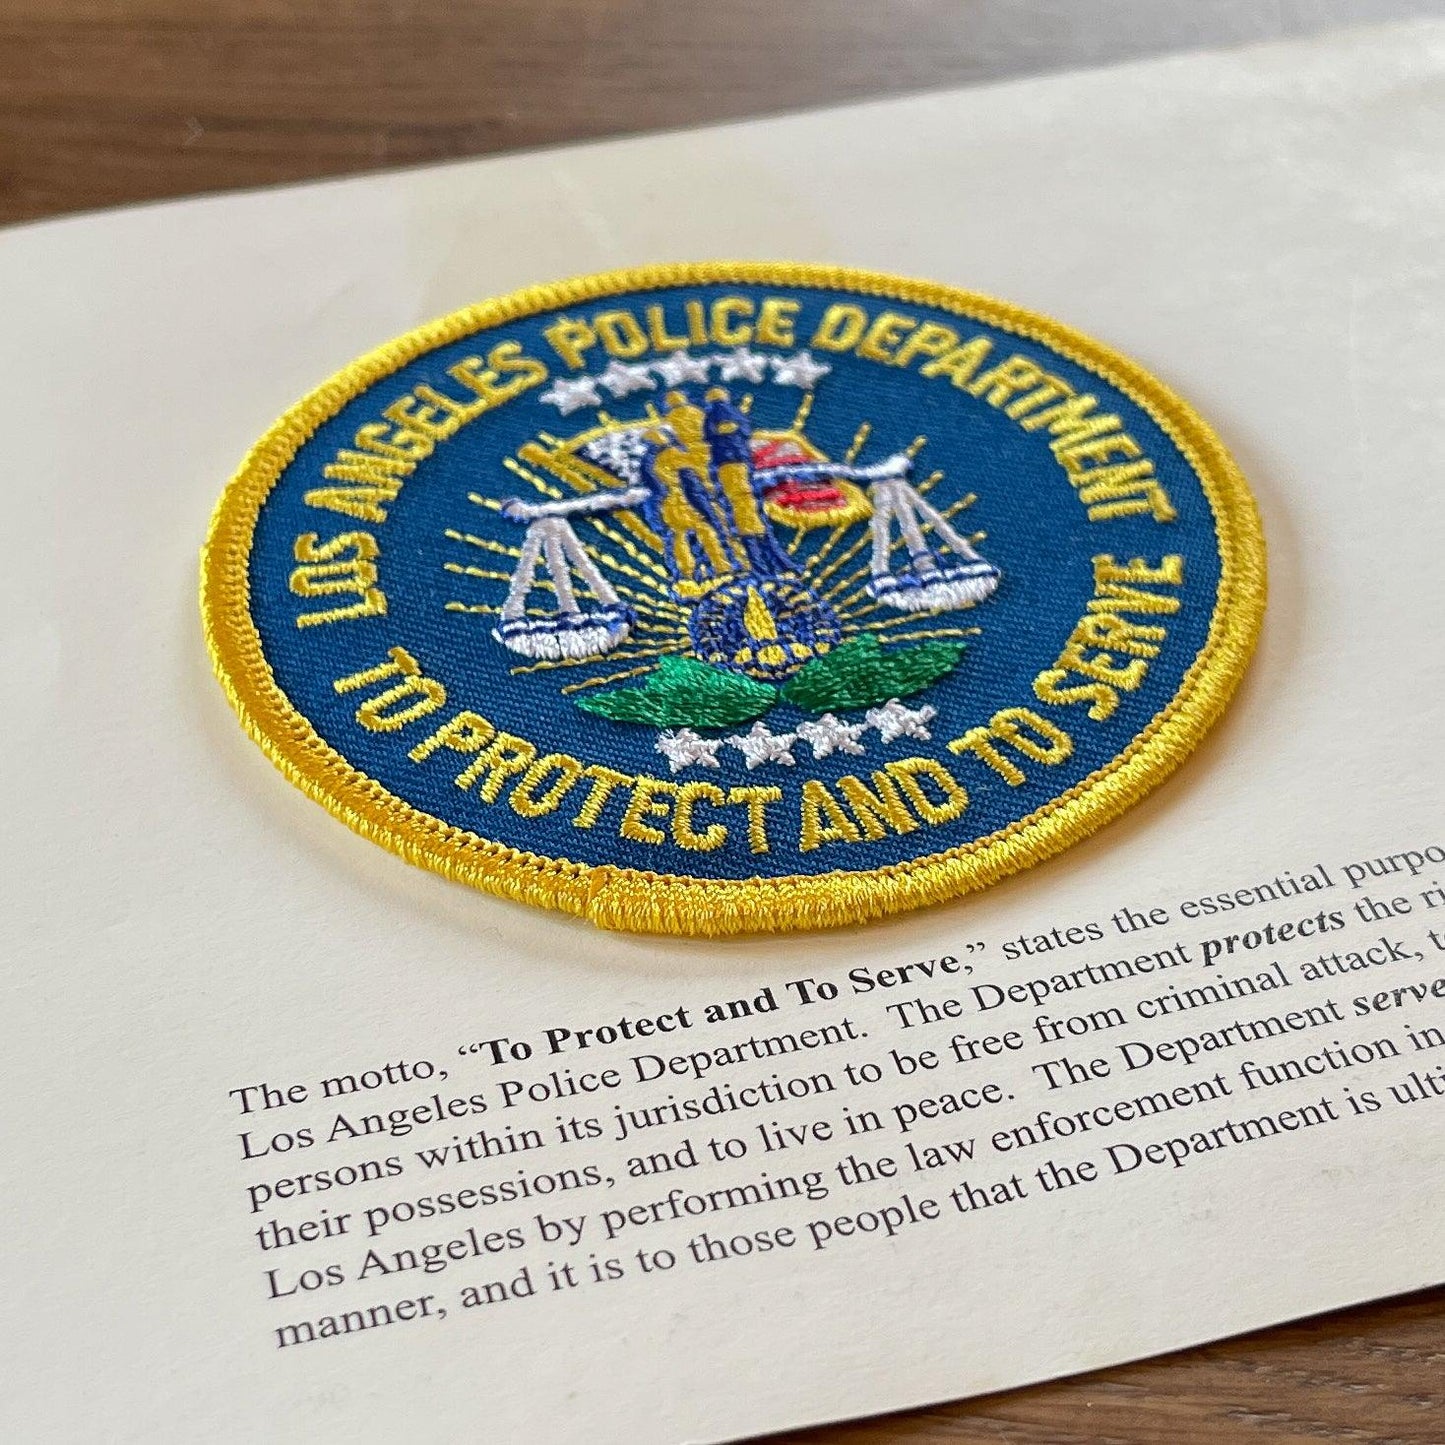 LOS ANGELES POLICE DEPARTMENT
TO PROTECT AND TO SERVE
The motto, “To Protect and To Serve,” states the essential
Los Angeles Police Department.  The Department protects the
persons within its jurisdiction to be free from criminal attack,
their possessions, and to live in peace.  The Department
Los Angeles by performing the law enforcement function in
manner, and it is to those people that the Department is